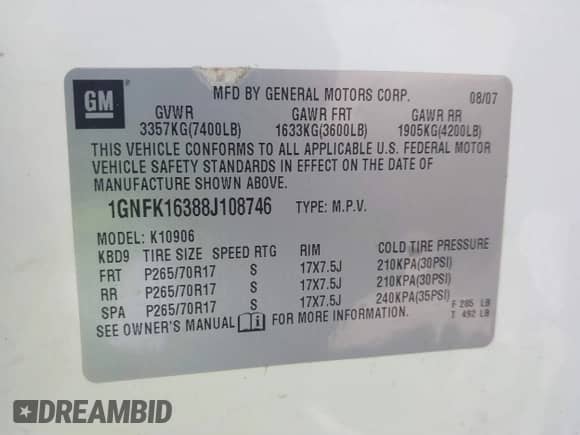 GM
®
MFD BY GENERAL MOTORS CORP. 08/07
GVWR GAWR FRT GAWR RR
3357KG(7400LB) 1633KG(3600LB) 1905KG(4200LB)
THIS VEHICLE CONFORMS TO ALL APPLICABLE U.S. FEDERAL MOTOR
VEHICLE SAFETY STANDARDS IN EFFECT ON THE DATE OF
MANUFACTURE SHOWN ABOVE.
1GNFK16388J108746 TYPE: M.P.V.
MODEL: K10906
KBD9 TIRE SIZE SPEED RTG RIM COLD TIRE PRESSURE
FRT P265/70R17 S 17X7.5J 210KPA(30PSI)
RR P265/70R17 S 17X7.5J 210KPA(30PSI)
SPA P265/70R17 S 17X7.5J 240KPA(35PSI)
F 285 LB
T 492 LB
SEE OWNER'S MANUAL FOR MORE INFORMATION.
DREAMBID